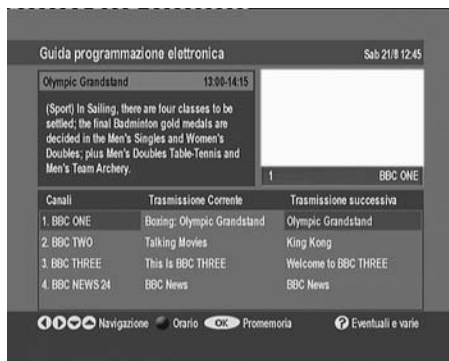 Guida programmazione elettronica Sab 21/8 12:45
Olympic Grandstand 13:00-14:15
(Sport) In Sailing, there are four classes to be
settled; the final Badminton gold medals are
decided in the Men's Singles and Women's
Doubles; plus Men's Doubles Table-Tennis and
Men's Team Archery.
1 BBC ONE
Canali Trasmissione Corrente Trasmissione successiva
1. BBC ONE Boxing: Olympic Grandstand Olympic Grandstand
2. BBC TWO Talking Movies King Kong
3. BBC THREE This Is BBC THREE Welcome to BBC THREE
4. BBC NEWS 24 BBC News BBC News
Navigazione Orario OK Promemoria ? Eventuali e varie